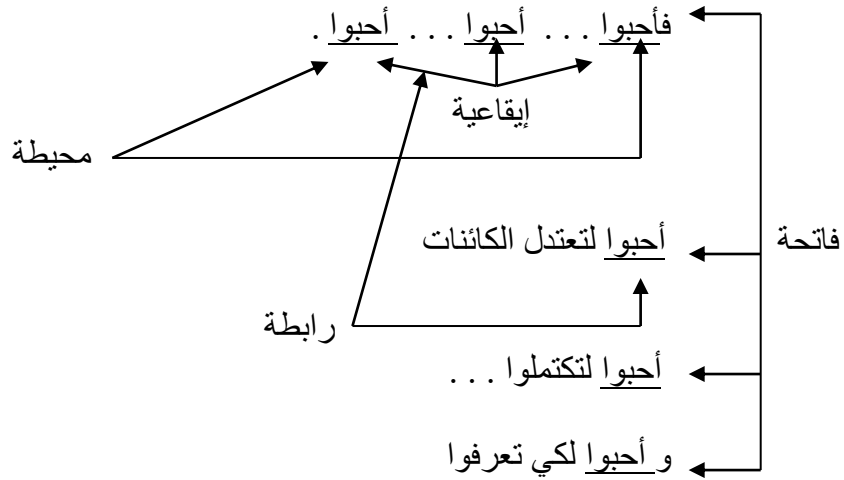 فأحبوا . . . أحبوا . . . أحبوا .
إيقاعية
محيطة
فاتحة
أحبوا لتعتدل الكائنات
رابطة
أحبوا لتكتملوا . . .
و أحبوا لكي تعرفوا